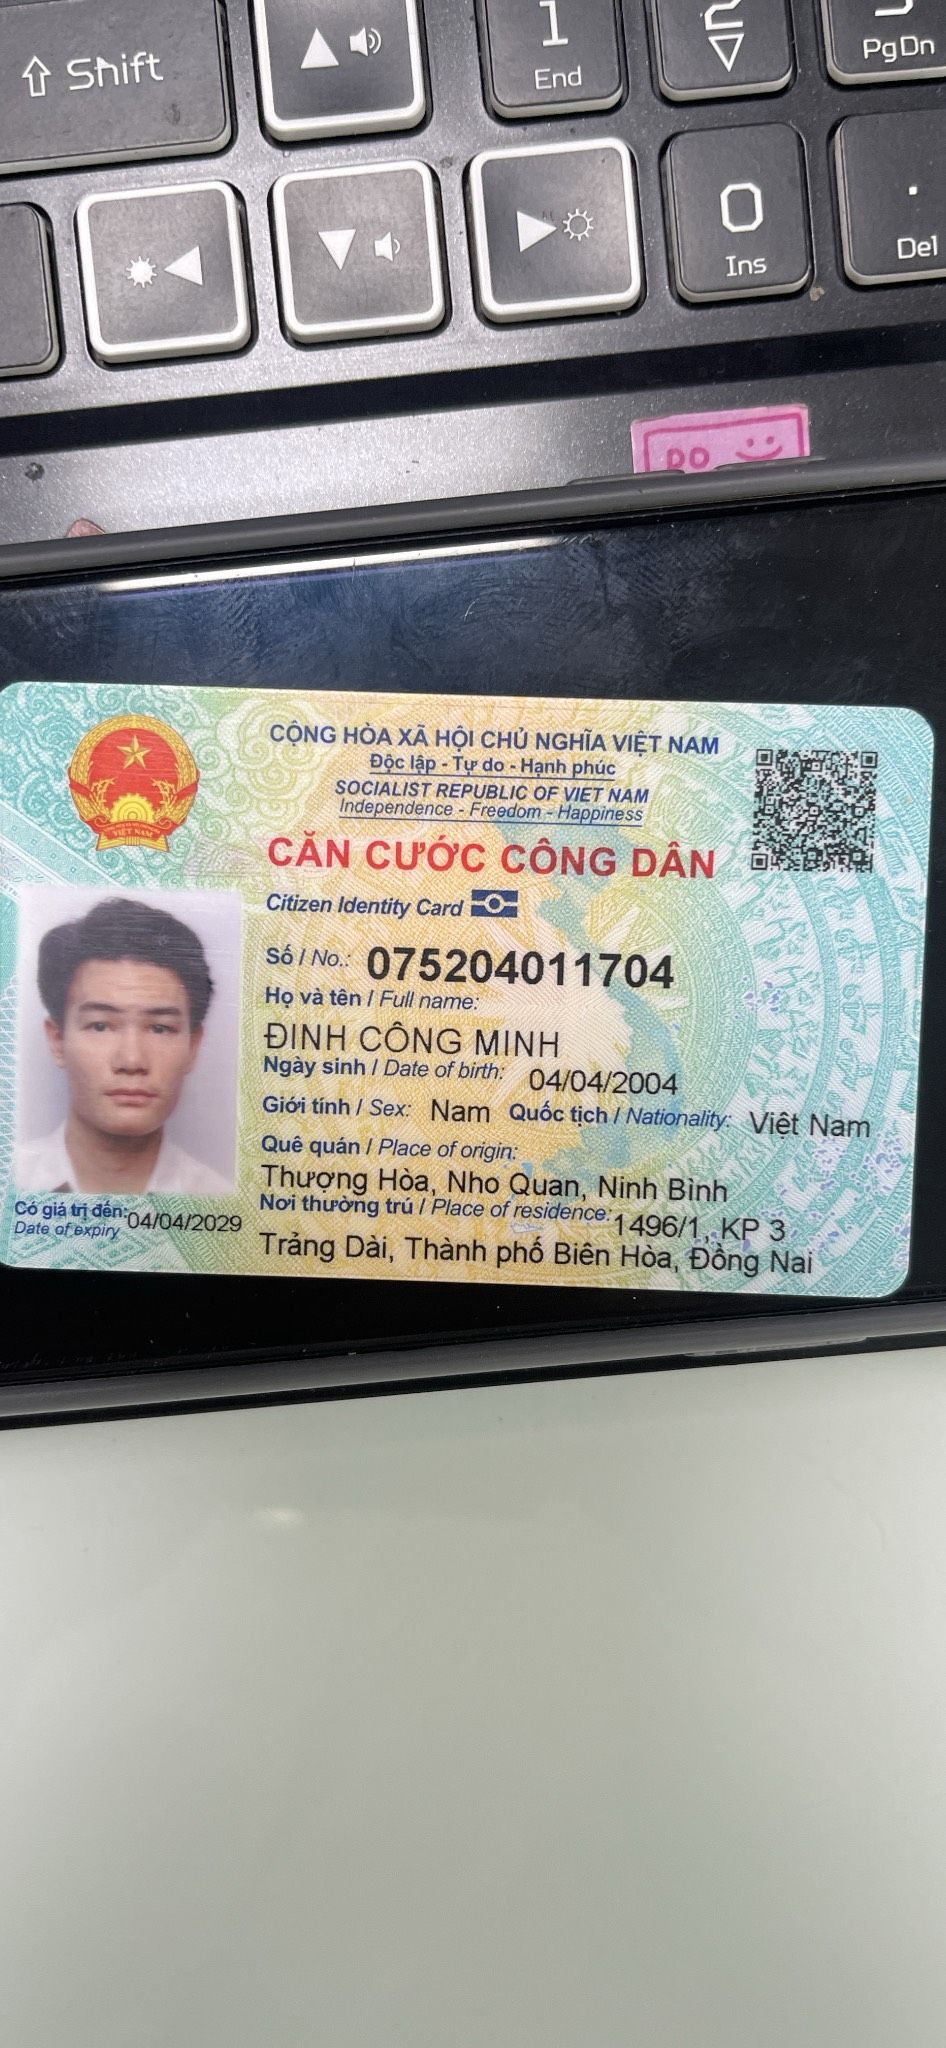 ⇧ Shift
1
End
2
3
PgDn
0
Ins
.
Del
CỘNG HÒA XÃ HỘI CHỦ NGHĨA VIỆT NAM
Độc lập - Tự do - Hạnh phúc
SOCIALIST REPUBLIC OF VIET NAM
Independence - Freedom - Happiness
CĂN CƯỚC CÔNG DÂN
Citizen Identity Card
VIỆT NAM
Số / No.: 075204011704
Họ và tên / Full name:
ĐINH CÔNG MINH
Ngày sinh / Date of birth: 04/04/2004
Giới tính / Sex: Nam Quốc tịch / Nationality: Việt Nam
Quê quán / Place of origin:
Thượng Hòa, Nho Quan, Ninh Bình
Nơi thường trú / Place of residence: 1496/1, KP 3
Trảng Dài, Thành phố Biên Hòa, Đồng Nai
Có giá trị đến: 04/04/2029
Date of expiry